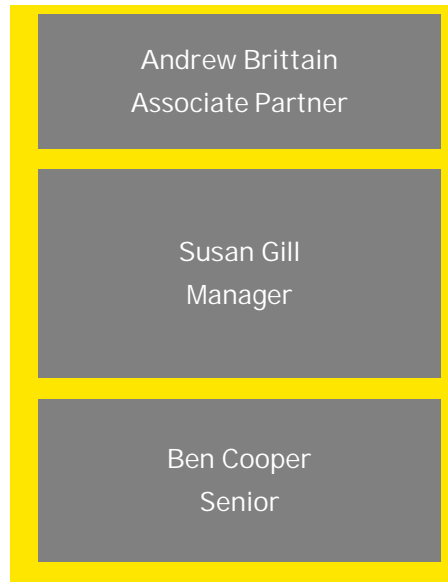 Andrew Brittain
Associate Partner
Susan Gill
Manager
Ben Cooper
Senior